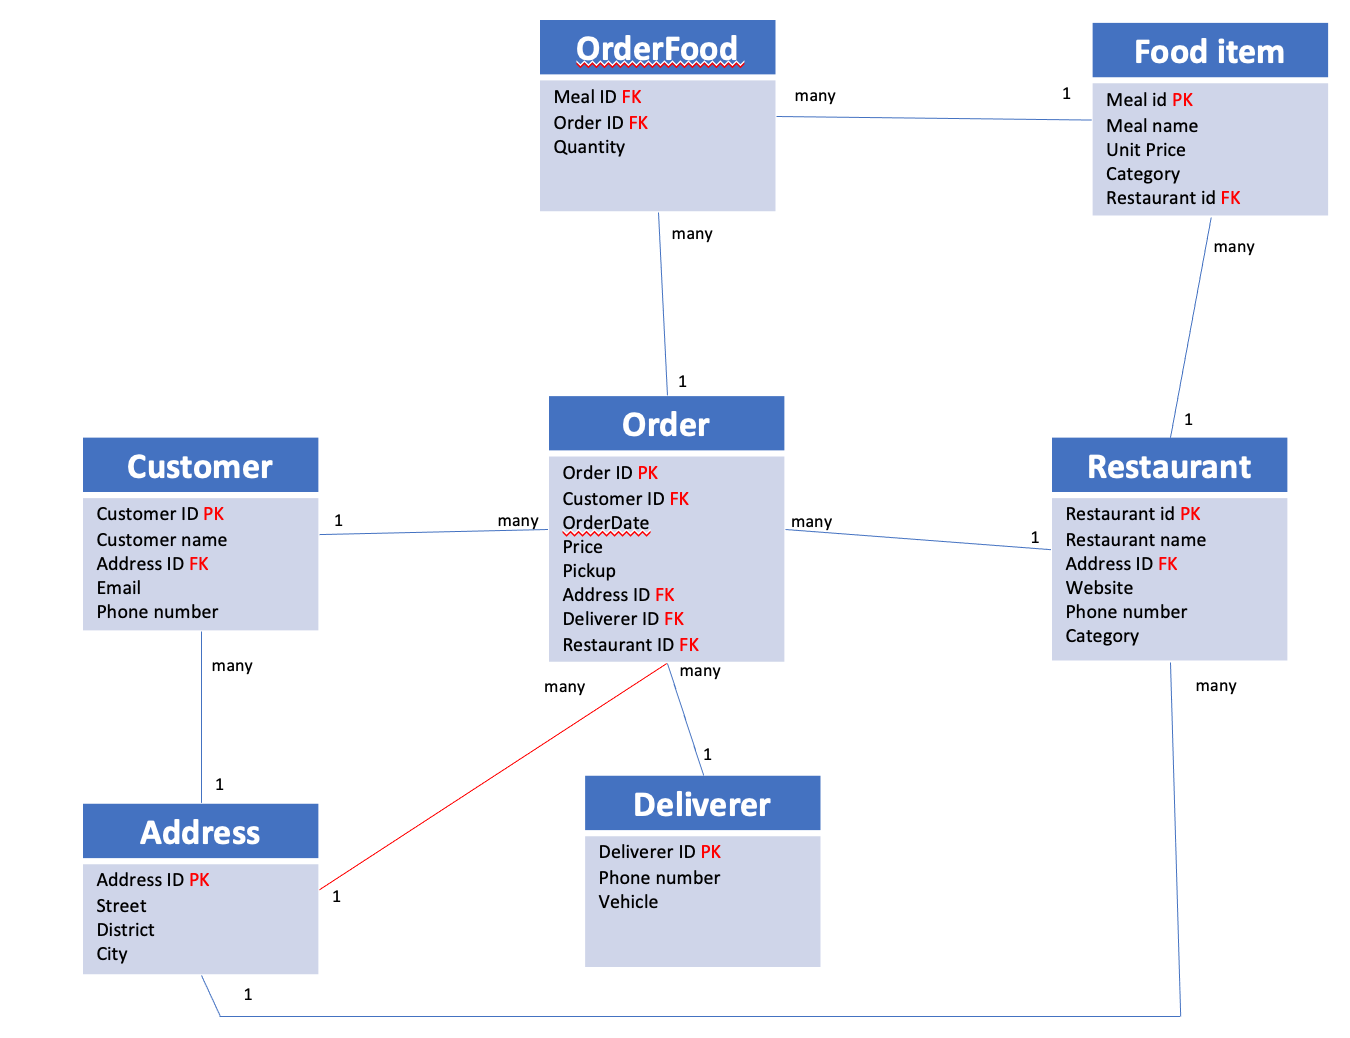 OrderFood
Meal ID FK
Order ID FK
Quantity
many
1
Food item
Meal id PK
Meal name
Unit Price
Category
Restaurant id FK
many
many
1
1
Customer
Customer ID PK
Customer name
Address ID FK
Email
Phone number
1
many
Order
Order ID PK
Customer ID FK
OrderDate
Price
Pickup
Address ID FK
Deliverer ID FK
Restaurant ID FK
many
1
Restaurant
Restaurant id PK
Restaurant name
Address ID FK
Website
Phone number
Category
many
many
many
many
1
1
Address
Address ID PK
Street
District
City
1
1
Deliverer
Deliverer ID PK
Phone number
Vehicle